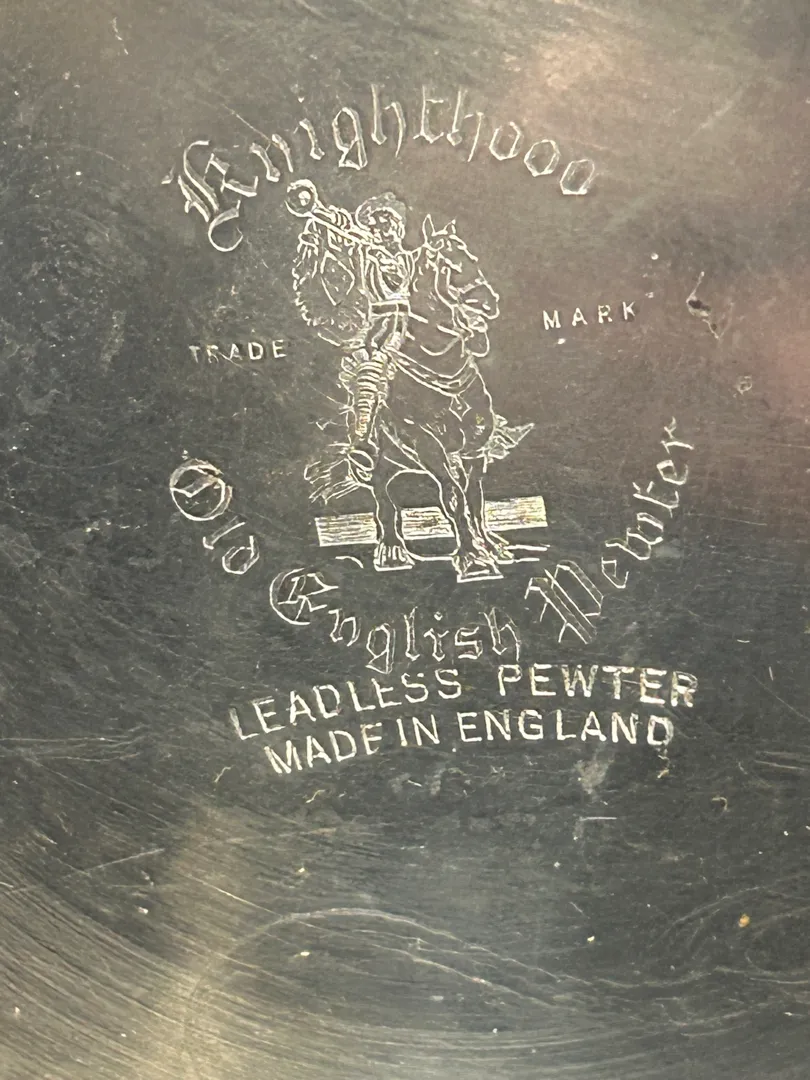 Knighthood
TRADE MARK
Old English Pewter
LEADLESS PEWTER
MADE IN ENGLAND